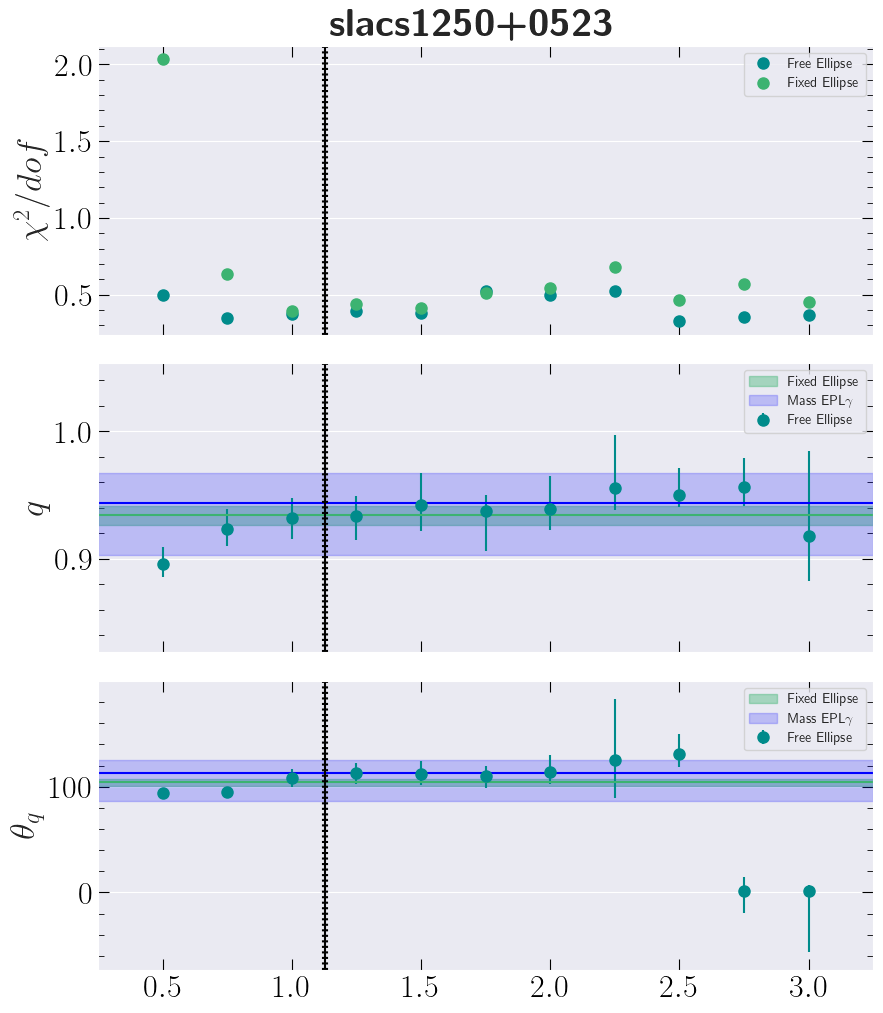 slacs1250+0523
2.0
1.5
1.0
0.5
χ²/dof
Free Ellipse
Fixed Ellipse
1.0
0.9
q
Fixed Ellipse
Mass EPLγ
Free Ellipse
100
0
θ_q
Fixed Ellipse
Mass EPLγ
Free Ellipse
0.5 1.0 1.5 2.0 2.5 3.0